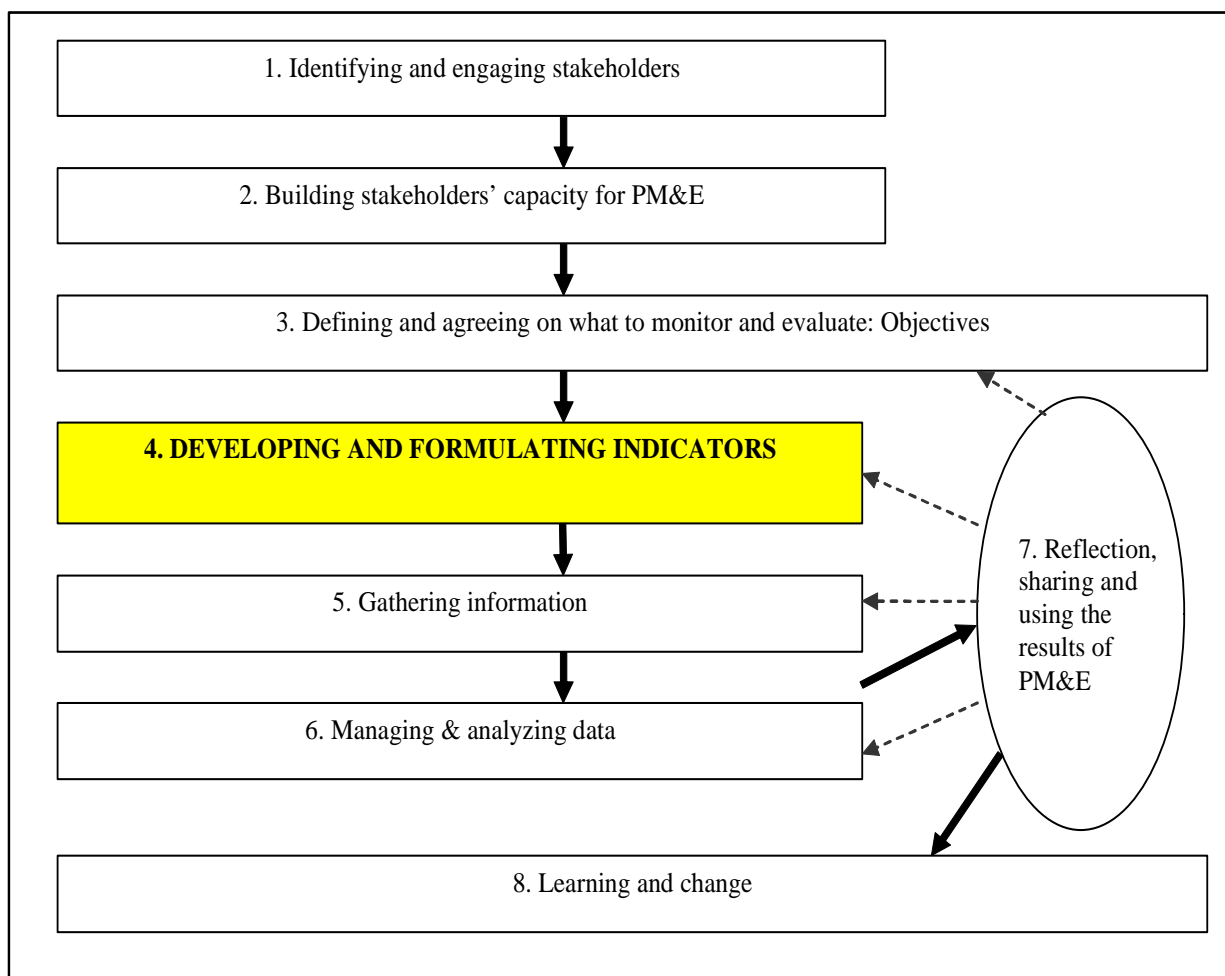 1. Identifying and engaging stakeholders
2. Building stakeholders’ capacity for PM&E
3. Defining and agreeing on what to monitor and evaluate: Objectives
4. DEVELOPING AND FORMULATING INDICATORS
5. Gathering information
6. Managing & analyzing data
7. Reflection,
sharing and
using the
results of
PM&E
8. Learning and change